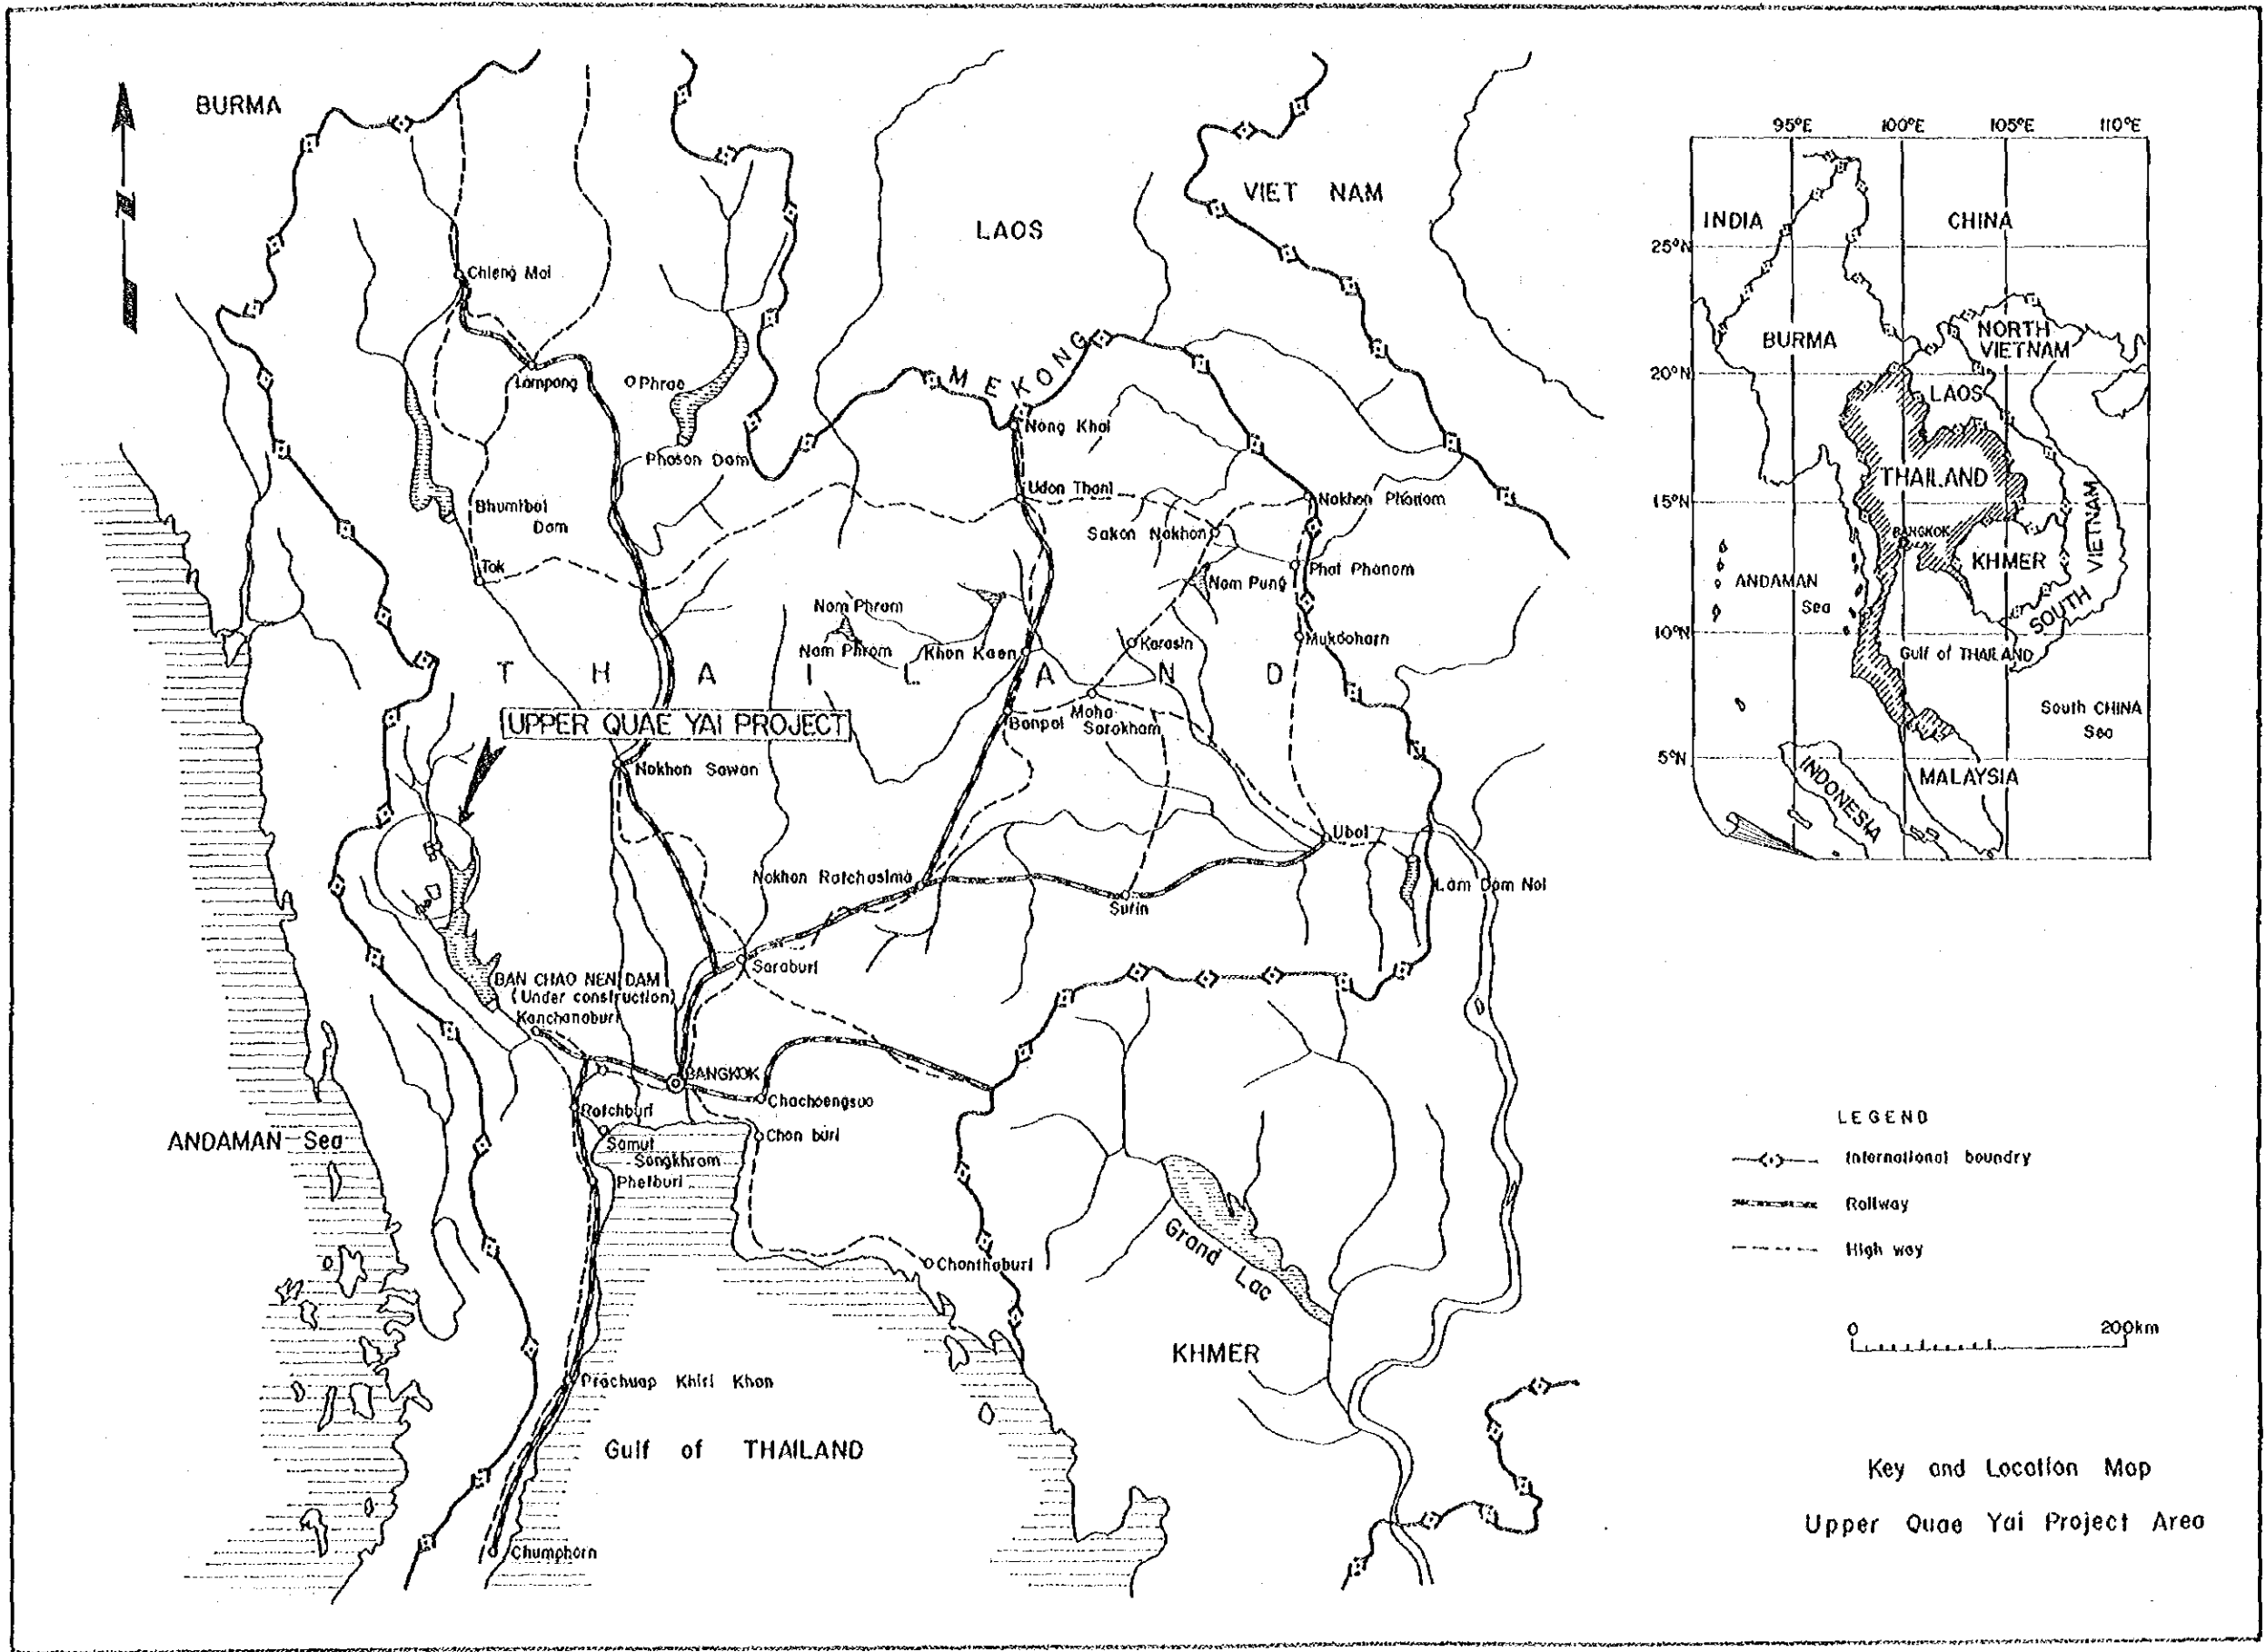 BURMA
VIET NAM
LAOS
Chieng Mai
Lampang
Phrae
MEKONG
Nong Khai
Phason Dam
Udon Thani
Nakhon Phanom
Bhumibol
Dam
Sakon Nakhon
Tak
That Phanom
Nam Pung
Nam Phrom
Nam Phrom
Khon Kaen
Karasin
Mukdaharn
THAILAND
UPPER QUAE YAI PROJECT
Banpai
Maha
Sarakham
Nakhon Sawan
Ubol
Nakhon Ratchasima
Lam Dom Noi
Surin
Saraburi
BAN CHAO NEN DAM
(Under construction)
Kanchanaburi
BANGKOK
Chachoengsao
Ratchburi
Chon buri
ANDAMAN Sea
Samut
Songkhram
Phetburi
Chanthaburi
Grand Lac
KHMER
Prachuap Khiri Khan
Gulf of THAILAND
Chumphorn
95°E 100°E 105°E 110°E
INDIA
CHINA
25°N
BURMA
NORTH
VIETNAM
20°N
LAOS
THAILAND
15°N
BANGKOK
KHMER
SOUTH VIETNAM
ANDAMAN
Sea
10°N
Gulf of THAILAND
South CHINA
Sea
5°N
INDONESIA
MALAYSIA
LEGEND
International boundry
Railway
High way
0 200km
Key and Location Map
Upper Quae Yai Project Area